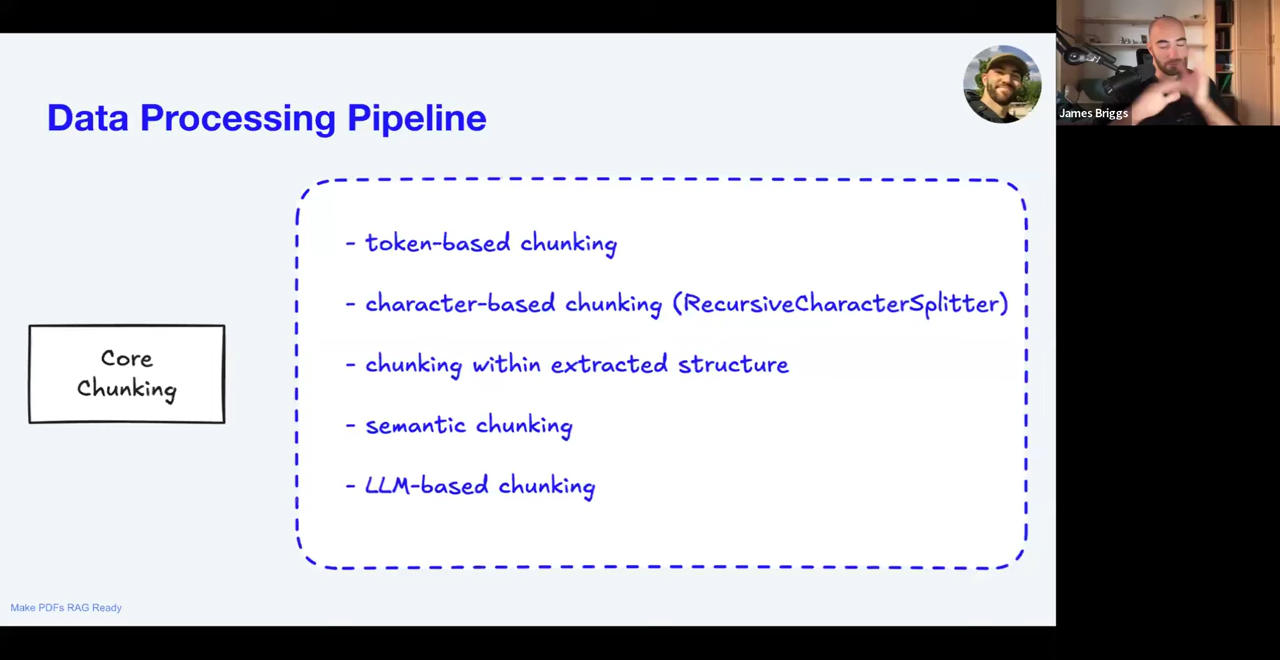 Data Processing Pipeline
James Briggs
- token-based chunking
- character-based chunking (RecursiveCharacterSplitter)
- chunking within extracted structure
- semantic chunking
- LLM-based chunking
Core
Chunking
Make PDFs RAG Ready